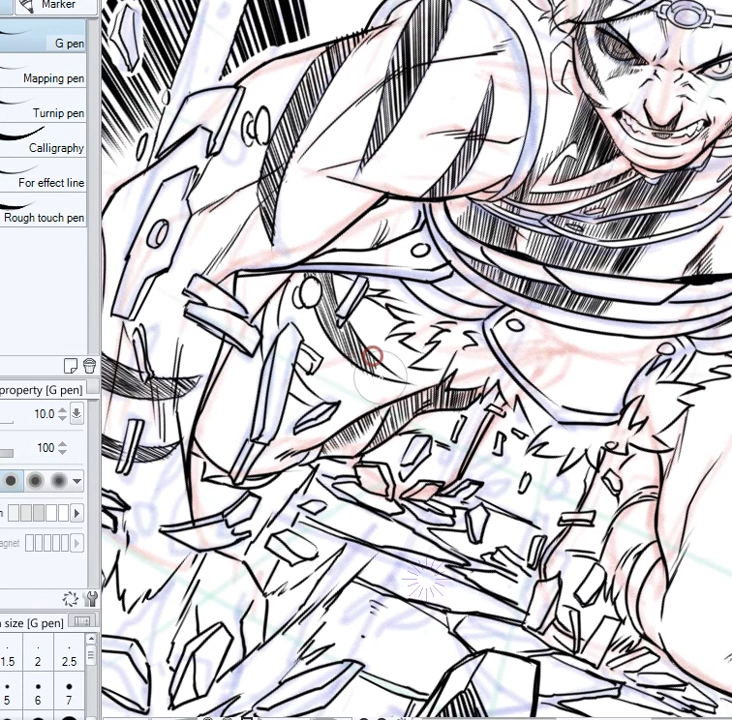 Marker
G pen
Mapping pen
Turnip pen
Calligraphy
For effect line
Rough touch pen
property [G pen]
10.0
100
size [G pen]
1.5 2 2.5
5 6 7